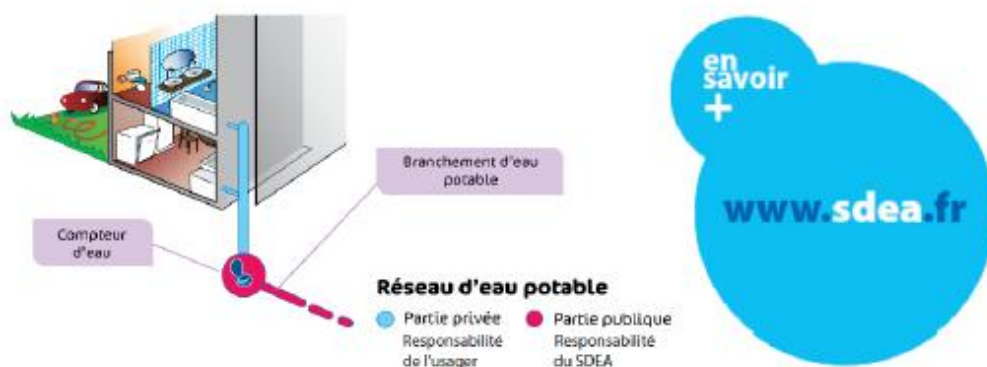 en
savoir
+
www.sdea.fr
Branchement d'eau
potable
Compteur
d'eau
Réseau d'eau potable
Partie privée
Responsabilité
de l'usager
Partie publique
Responsabilité
du SDEA